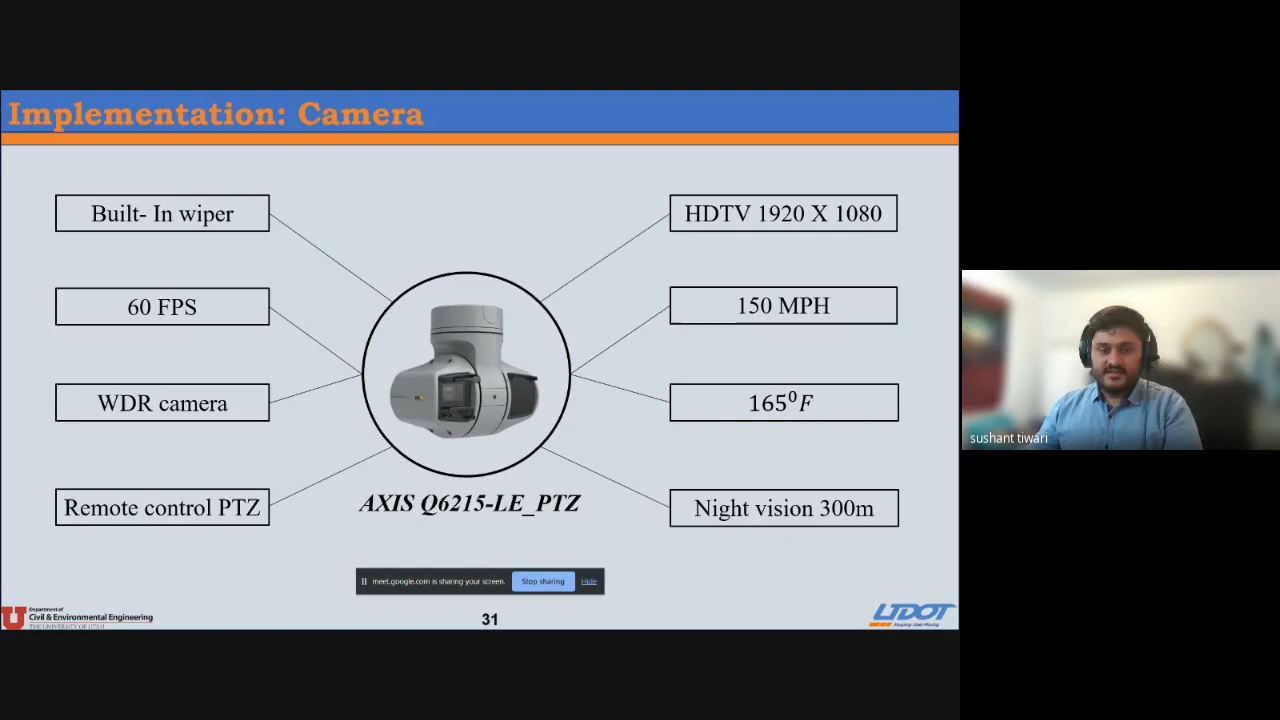 Implementation: Camera
Built- In wiper
HDTV 1920 X 1080
60 FPS
150 MPH
WDR camera
165⁰F
Remote control PTZ
AXIS Q6215-LE_PTZ
Night vision 300m
meet.google.com is sharing your screen.
Stop sharing
Hide
U
Department of
Civil & Environmental Engineering
THE UNIVERSITY OF UTAH
31
UDOT
Keeping Utah Moving
sushant tiwari